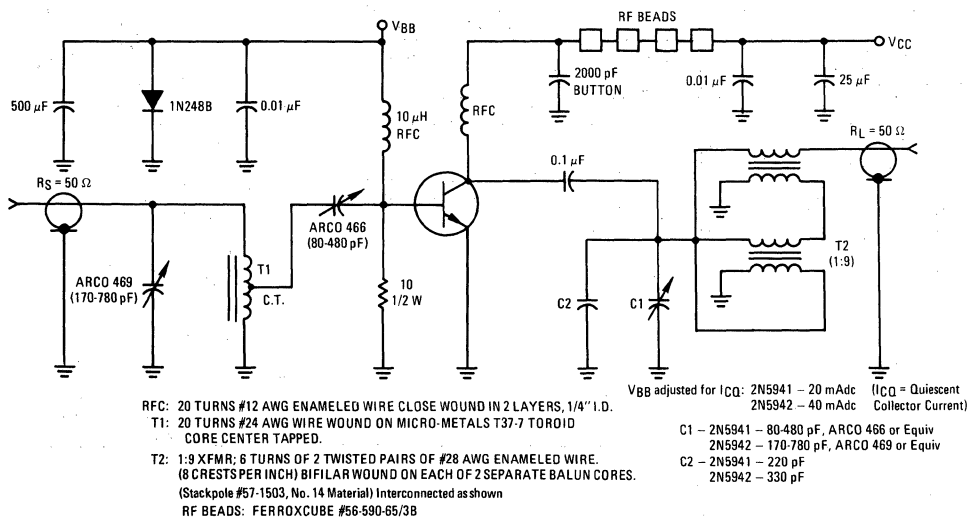 RF BEADS
VBB
VCC
500 μF
1N248B
0.01 μF
10 μH
RFC
RFC
2000 pF
BUTTON
0.01 μF
25 μF
RS = 50 Ω
RL = 50 Ω
0.1 μF
ARCO 466
(80-480 pF)
ARCO 469
(170-780 pF)
T1
C.T.
10
1/2 W
C2
C1
T2
(1:9)
RFC: 20 TURNS #12 AWG ENAMELED WIRE CLOSE WOUND IN 2 LAYERS, 1/4" I.D.
T1: 20 TURNS #24 AWG WIRE WOUND ON MICRO-METALS T37-7 TOROID
CORE CENTER TAPPED.
T2: 1:9 XFMR; 6 TURNS OF 2 TWISTED PAIRS OF #28 AWG ENAMELED WIRE.
(8 CRESTS PER INCH) BIFILAR WOUND ON EACH OF 2 SEPARATE BALUN CORES.
(Stackpole #57-1503, No. 14 Material) Interconnected as shown
RF BEADS: FERROXCUBE #56-590-65/3B
VBB adjusted for ICQ: 2N5941 – 20 mAdc (ICQ = Quiescent
2N5942 – 40 mAdc Collector Current)
C1 – 2N5941 – 80-480 pF, ARCO 466 or Equiv
2N5942 – 170-780 pF, ARCO 469 or Equiv
C2 – 2N5941 – 220 pF
2N5942 – 330 pF